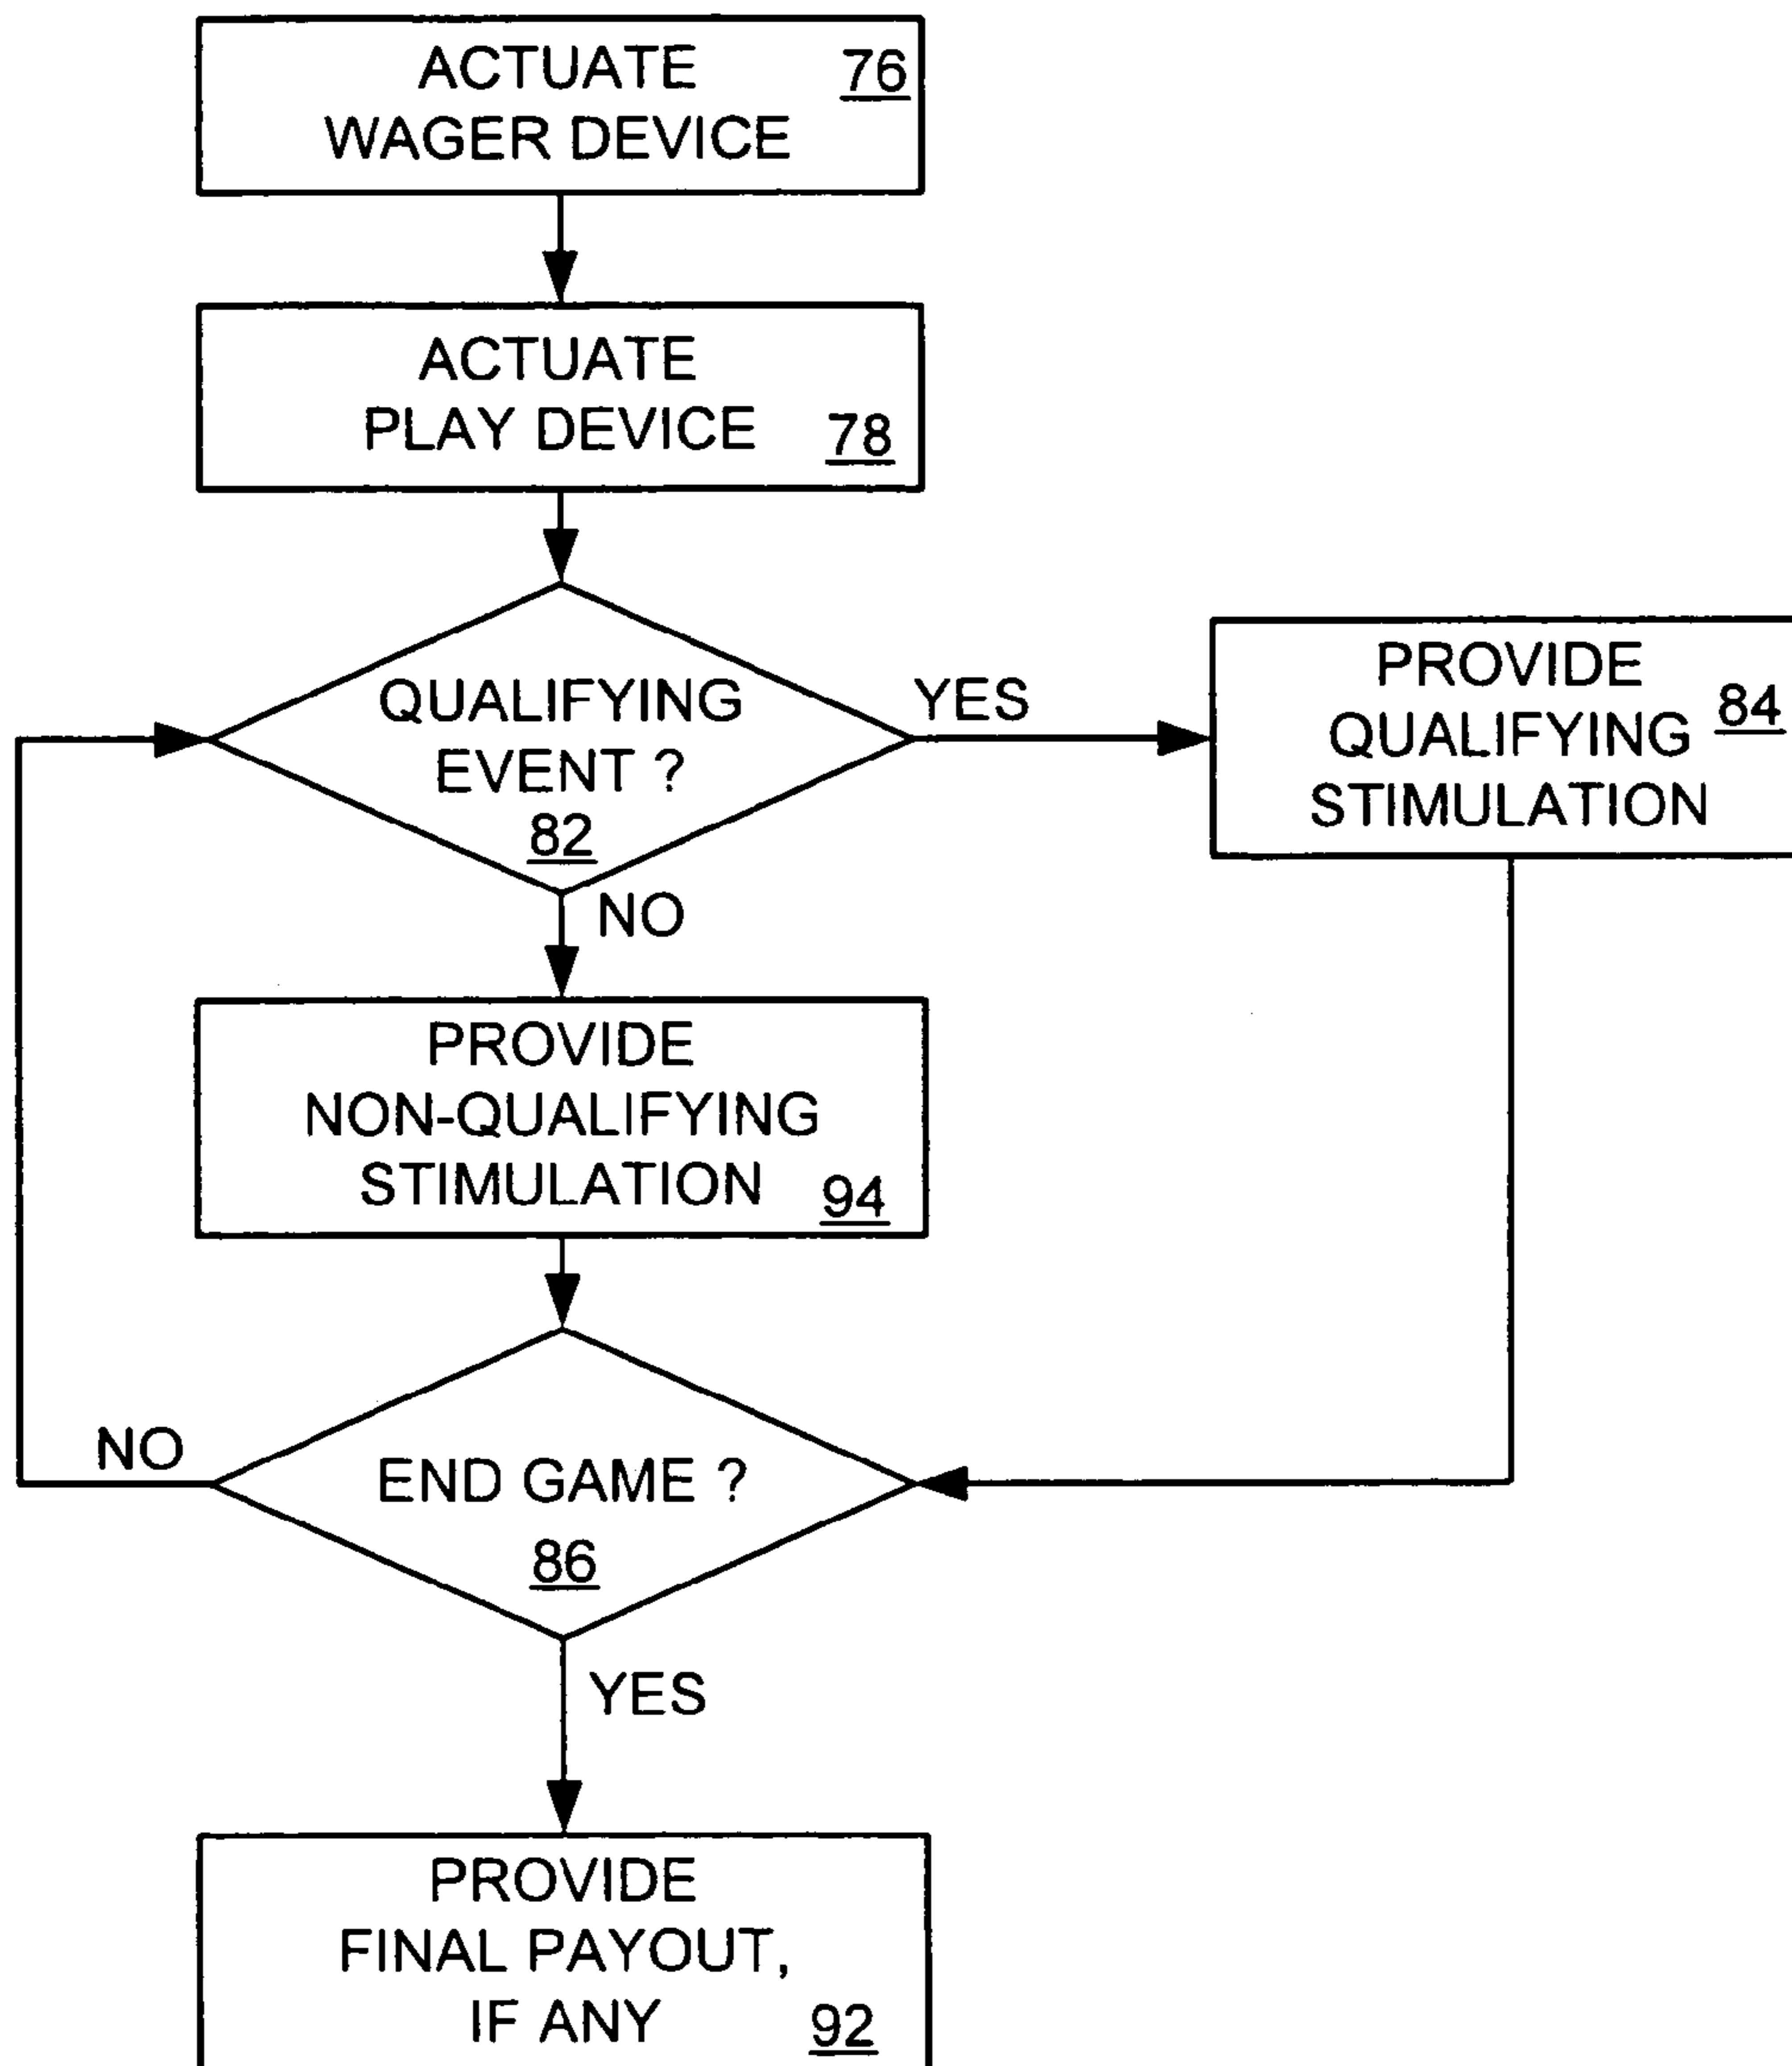 ACTUATE
WAGER DEVICE
76
ACTUATE
PLAY DEVICE
78
QUALIFYING
EVENT ?
82
YES
PROVIDE
QUALIFYING
STIMULATION
84
NO
PROVIDE
NON-QUALIFYING
STIMULATION
94
NO
END GAME ?
86
YES
PROVIDE
FINAL PAYOUT,
IF ANY
92